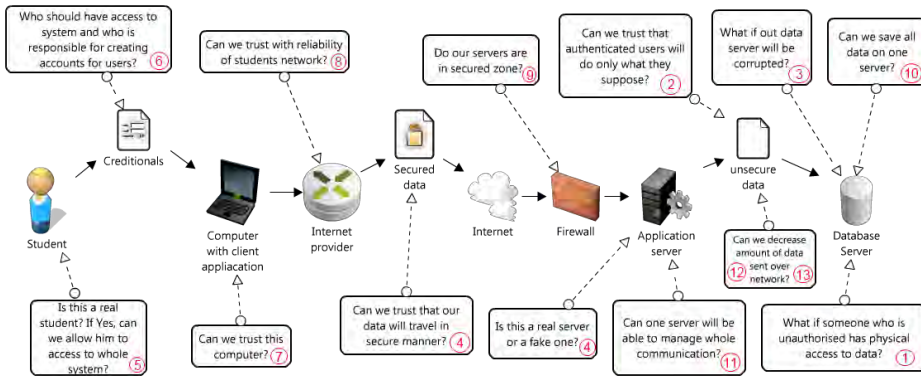 Who should have access to
system and who is
responsible for creating
accounts for users?
6
Can we trust with reliability
of students network?
8
Do our servers are
in secured zone?
9
Can we trust that
authenticated users will
do only what they
suppose?
2
What if out data
server will be
corrupted?
3
Can we save all
data on one
server?
10
Creditionals
Secured
data
unsecure
data
Student
Computer
with client
appliacation
Internet
provider
Internet
Firewall
Application
server
Database
Server
Is this a real
student? If Yes, can
we allow him to
access to whole
system?
5
Can we trust this
computer?
7
Can we trust that our
data will travel in
secure manner?
4
Is this a real server
or a fake one?
4
Can one server will be
able to manage whole
communication?
11
Can we decrease
amount of data
sent over
network?
12
13
What if someone who is
unauthorised has physical
access to data?
1